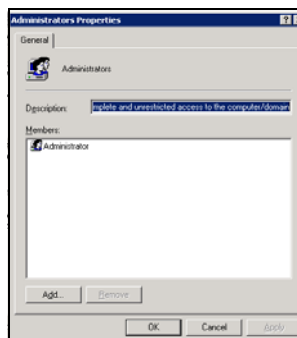 Administrators Properties
General
Administrators
Description:
mplete and unrestricted access to the computer/domain
Members:
Administrator
Add...
Remove
OK
Cancel
Apply